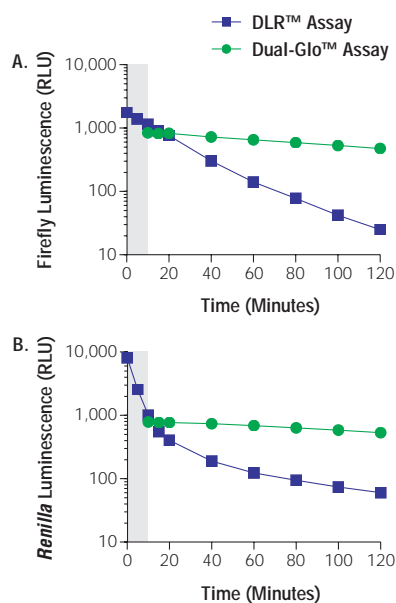 DLR™ Assay
Dual-Glo™ Assay
A.
Firefly Luminescence (RLU)
10,000
1,000
100
10
0 20 40 60 80 100 120
Time (Minutes)
B.
Renilla Luminescence (RLU)
10,000
1,000
100
10
0 20 40 60 80 100 120
Time (Minutes)